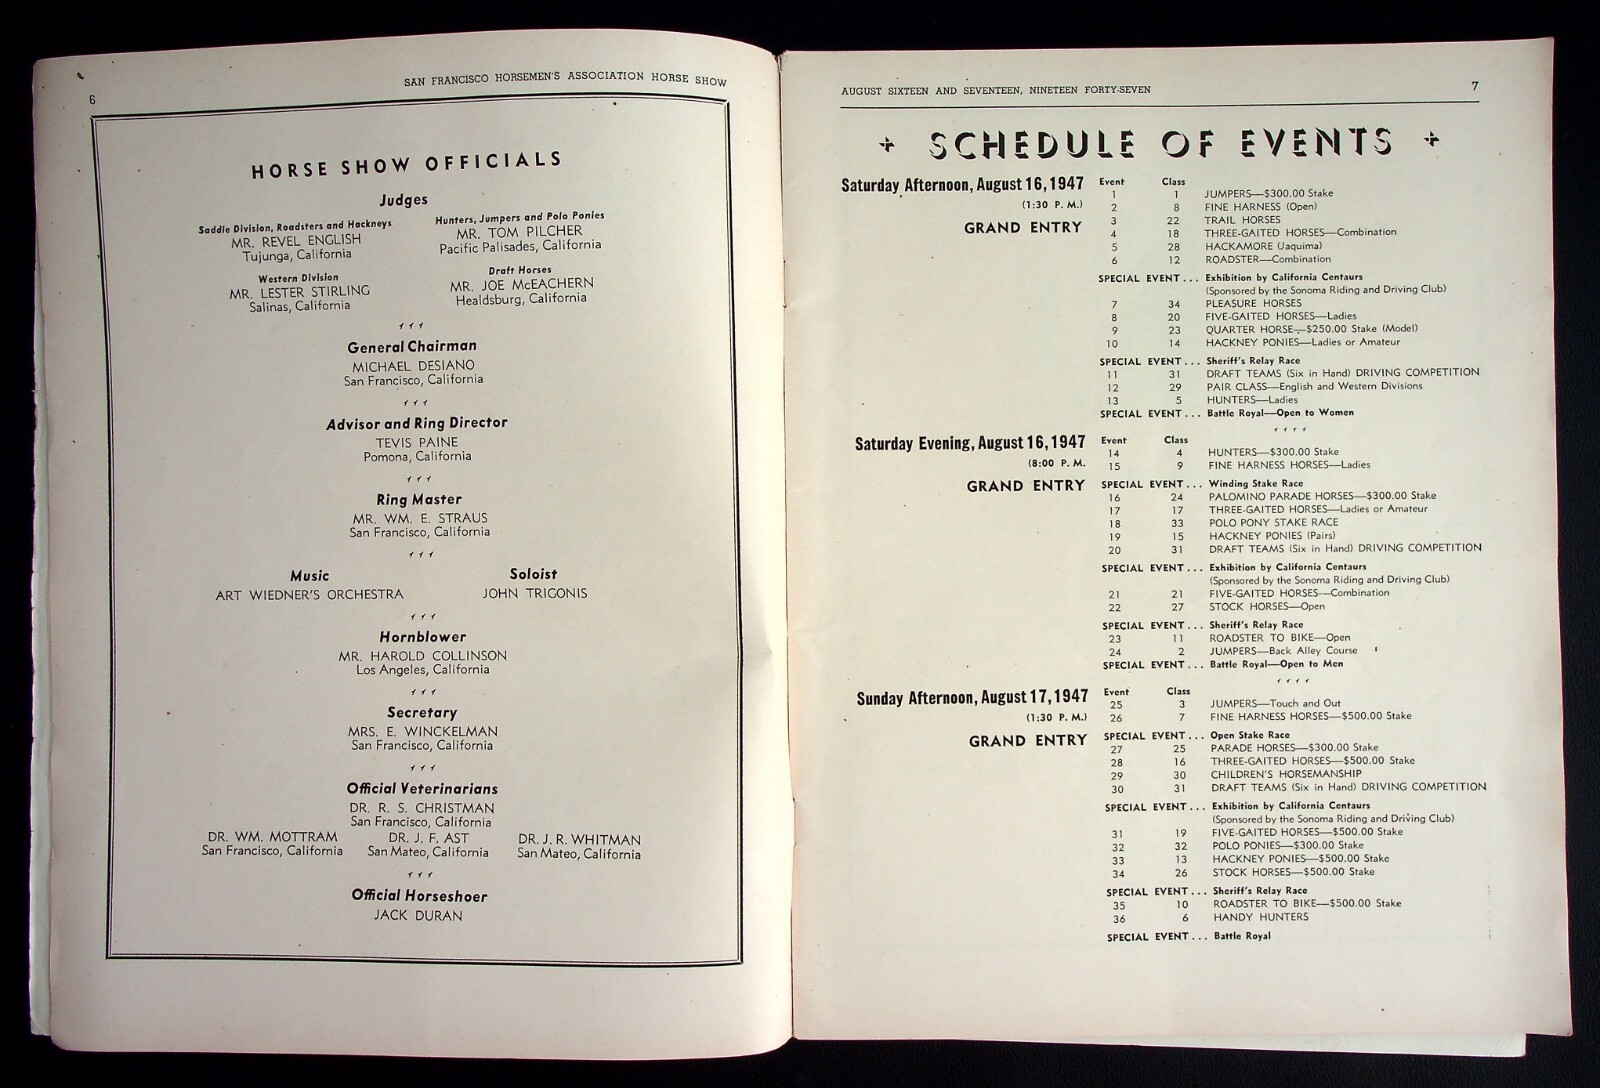 6
SAN FRANCISCO HORSEMEN'S ASSOCIATION HORSE SHOW
HORSE SHOW OFFICIALS
Judges
Saddle Division, Roadsters and Hackneys
MR. REVEL ENGLISH
Tujunga, California
Hunters, Jumpers and Polo Ponies
MR. TOM PILCHER
Pacific Palisades, California
Western Division
MR. LESTER STIRLING
Salinas, California
Draft Horses
MR. JOE McEACHERN
Healdsburg, California
General Chairman
MICHAEL DESIANO
San Francisco, California
Advisor and Ring Director
TEVIS PAINE
Pomona, California
Ring Master
MR. WM. E. STRAUS
San Francisco, California
Music
ART WIEDNER'S ORCHESTRA
Soloist
JOHN TRIGONIS
Hornblower
MR. HAROLD COLLINSON
Los Angeles, California
Secretary
MRS. E. WINCKELMAN
San Francisco, California
Official Veterinarians
DR. R. S. CHRISTMAN
San Francisco, California
DR. WM. MOTTRAM
San Francisco, California
DR. J. F. AST
San Mateo, California
DR. J. R. WHITMAN
San Mateo, California
Official Horseshoer
JACK DURAN
AUGUST SIXTEEN AND SEVENTEEN, NINETEEN FORTY-SEVEN
7
SCHEDULE OF EVENTS
Saturday Afternoon, August 16, 1947
(1:30 P. M.)
GRAND ENTRY
Event Class
1 1 JUMPERS—$300.00 Stake
2 8 FINE HARNESS (Open)
3 22 TRAIL HORSES
4 18 THREE-GAITED HORSES—Combination
5 28 HACKAMORE (Jaquima)
6 12 ROADSTER—Combination
SPECIAL EVENT... Exhibition by California Centaurs
(Sponsored by the Sonoma Riding and Driving Club)
7 34 PLEASURE HORSES
8 20 FIVE-GAITED HORSES—Ladies
9 23 QUARTER HORSE—$250.00 Stake (Model)
10 14 HACKNEY PONIES—Ladies or Amateur
SPECIAL EVENT... Sheriff's Relay Race
11 31 DRAFT TEAMS (Six in Hand) DRIVING COMPETITION
12 29 PAIR CLASS—English and Western Divisions
13 5 HUNTERS—Ladies
SPECIAL EVENT... Battle Royal—Open to Women
Saturday Evening, August 16, 1947
(8:00 P. M.
GRAND ENTRY
Event Class
14 4 HUNTERS—$300.00 Stake
15 9 FINE HARNESS HORSES—Ladies
SPECIAL EVENT... Winding Stake Race
16 24 PALOMINO PARADE HORSES—$300.00 Stake
17 17 THREE-GAITED HORSES—Ladies or Amateur
18 33 POLO PONY STAKE RACE
19 15 HACKNEY PONIES (Pairs)
20 31 DRAFT TEAMS (Six in Hand) DRIVING COMPETITION
SPECIAL EVENT... Exhibition by California Centaurs
(Sponsored by the Sonoma Riding and Driving Club)
21 21 FIVE-GAITED HORSES—Combination
22 27 STOCK HORSES—Open
SPECIAL EVENT... Sheriff's Relay Race
23 11 ROADSTER TO BIKE—Open
24 2 JUMPERS—Back Alley Course
SPECIAL EVENT... Battle Royal—Open to Men
Sunday Afternoon, August 17, 1947
(1:30 P. M.)
GRAND ENTRY
Event Class
25 3 JUMPERS—Touch and Out
26 7 FINE HARNESS HORSES—$500.00 Stake
SPECIAL EVENT... Open Stake Race
27 25 PARADE HORSES—$300.00 Stake
28 16 THREE-GAITED HORSES—$500.00 Stake
29 30 CHILDREN'S HORSEMANSHIP
30 31 DRAFT TEAMS (Six in Hand) DRIVING COMPETITION
SPECIAL EVENT... Exhibition by California Centaurs
(Sponsored by the Sonoma Riding and Driving Club)
31 19 FIVE-GAITED HORSES—$500.00 Stake
32 32 POLO PONIES—$300.00 Stake
33 13 HACKNEY PONIES—$500.00 Stake
34 26 STOCK HORSES—$500.00 Stake
SPECIAL EVENT... Sheriff's Relay Race
35 10 ROADSTER TO BIKE—$500.00 Stake
36 6 HANDY HUNTERS
SPECIAL EVENT... Battle Royal